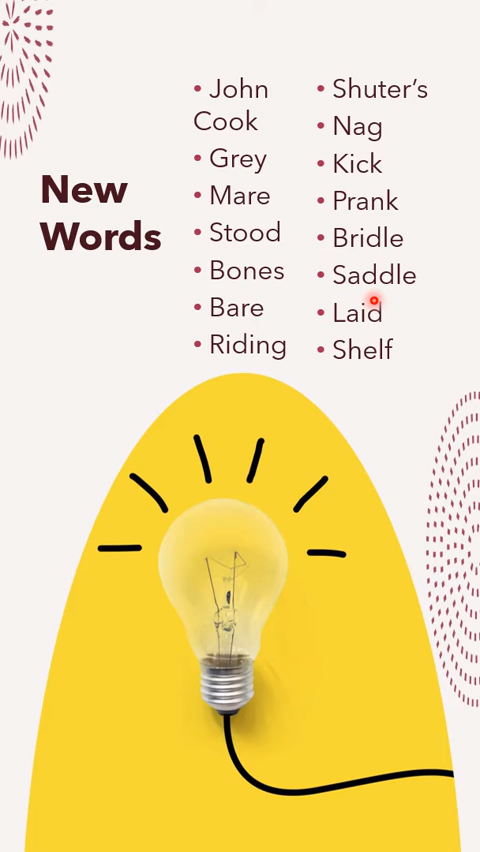 New
Words
• John
Cook
• Grey
• Mare
• Stood
• Bones
• Bare
• Riding
• Shuter’s
• Nag
• Kick
• Prank
• Bridle
• Saddle
• Laid
• Shelf